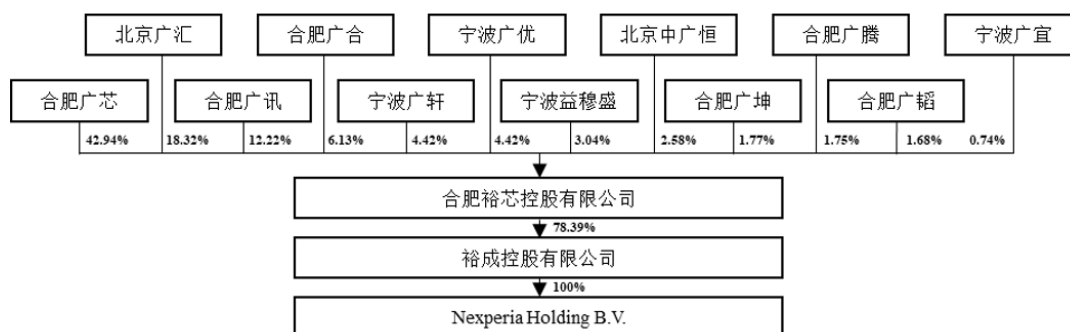 北京广汇 合肥广合 宁波广优 北京中广恒 合肥广腾 宁波广宜
合肥广芯 合肥广讯 宁波广轩 宁波益穆盛 合肥广坤 合肥广韬
42.94% 18.32% 12.22% 6.13% 4.42% 4.42% 3.04% 2.58% 1.77% 1.75% 1.68% 0.74%
合肥裕芯控股有限公司
78.39%
裕成控股有限公司
100%
Nexperia Holding B.V.